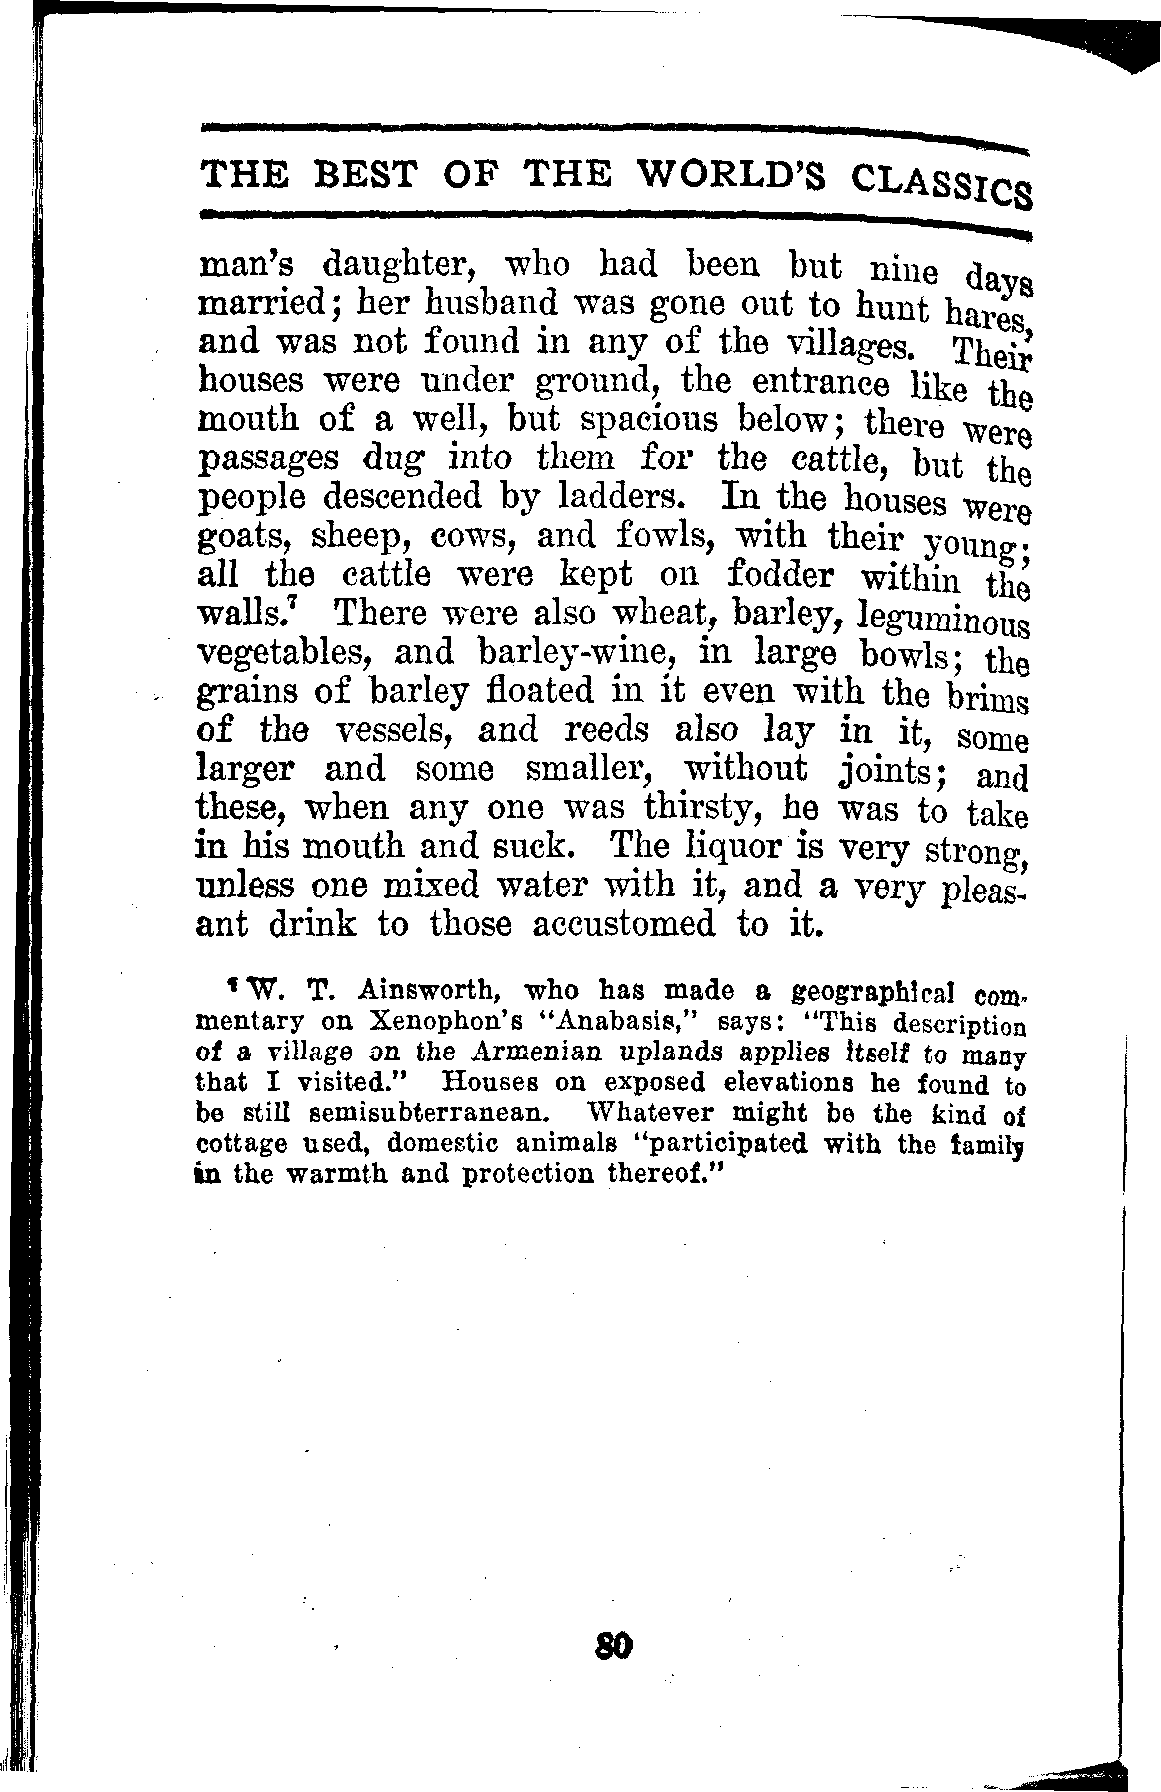 THE BEST OF THE WORLD'S CLASSICS
man's daughter, who had been but nine days
married; her husband was gone out to hunt hares,
and was not found in any of the villages. Their
houses were under ground, the entrance like the
mouth of a well, but spacious below; there were
passages dug into them for the cattle, but the
people descended by ladders. In the houses were
goats, sheep, cows, and fowls, with their young;
all the cattle were kept on fodder within the
walls.⁷ There were also wheat, barley, leguminous
vegetables, and barley-wine, in large bowls; the
grains of barley floated in it even with the brims
of the vessels, and reeds also lay in it, some
larger and some smaller, without joints; and
these, when any one was thirsty, he was to take
in his mouth and suck. The liquor is very strong,
unless one mixed water with it, and a very pleas-
ant drink to those accustomed to it.
⁷ W. T. Ainsworth, who has made a geographical com-
mentary on Xenophon's "Anabasis," says: "This description
of a village on the Armenian uplands applies itself to many
that I visited." Houses on exposed elevations he found to
be still semisubterranean. Whatever might be the kind of
cottage used, domestic animals "participated with the family
in the warmth and protection thereof."
80